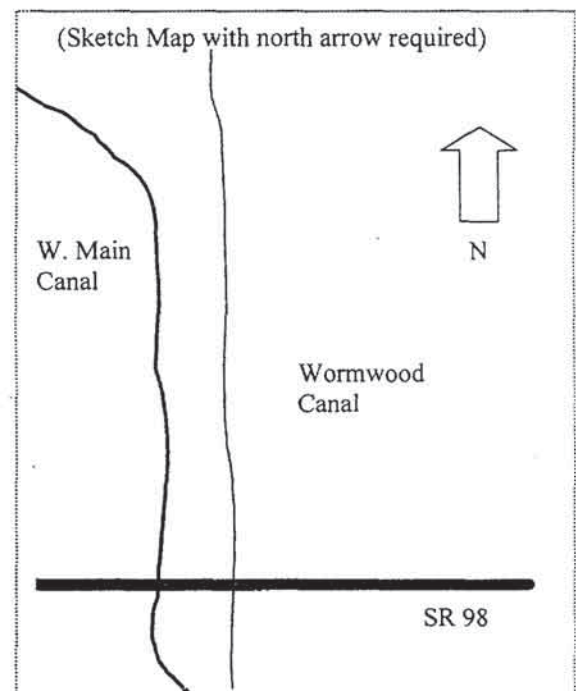 (Sketch Map with north arrow required)
N
W. Main
Canal
Wormwood
Canal
SR 98